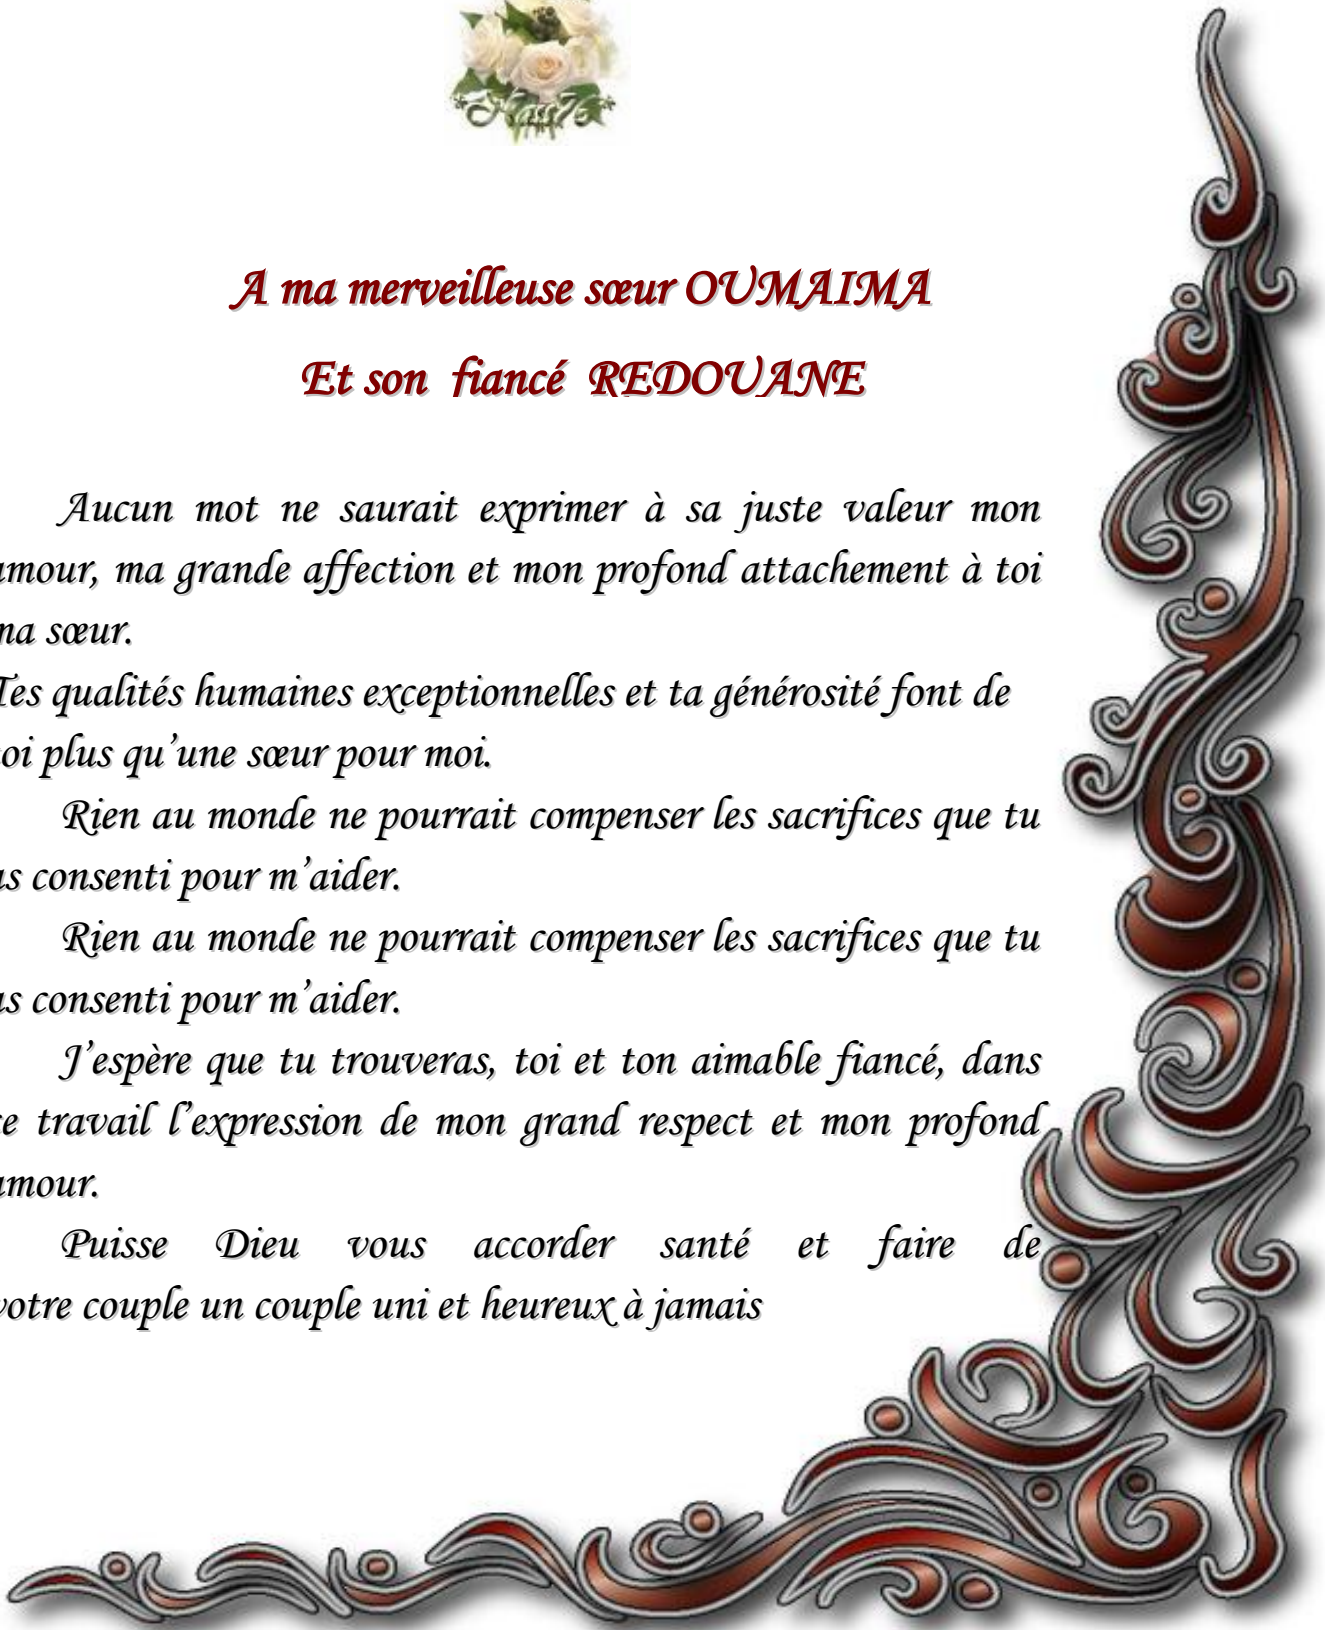 *Nass76*
A ma merveilleuse sœur OUMAIMA
Et son fiancé REDOUANE
Aucun mot ne saurait exprimer à sa juste valeur mon
amour, ma grande affection et mon profond attachement à toi
ma sœur.
Tes qualités humaines exceptionnelles et ta générosité font de
toi plus qu’une sœur pour moi.
Rien au monde ne pourrait compenser les sacrifices que tu
as consenti pour m’aider.
Rien au monde ne pourrait compenser les sacrifices que tu
as consenti pour m’aider.
J’espère que tu trouveras, toi et ton aimable fiancé, dans
ce travail l’expression de mon grand respect et mon profond
amour.
Puisse Dieu vous accorder santé et faire de
votre couple un couple uni et heureux à jamais